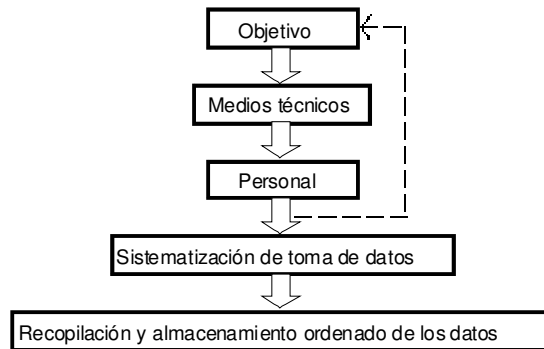 Objetivo
Medios técnicos
Personal
Sistematización de toma de datos
Recopilación y almacenamiento ordenado de los datos